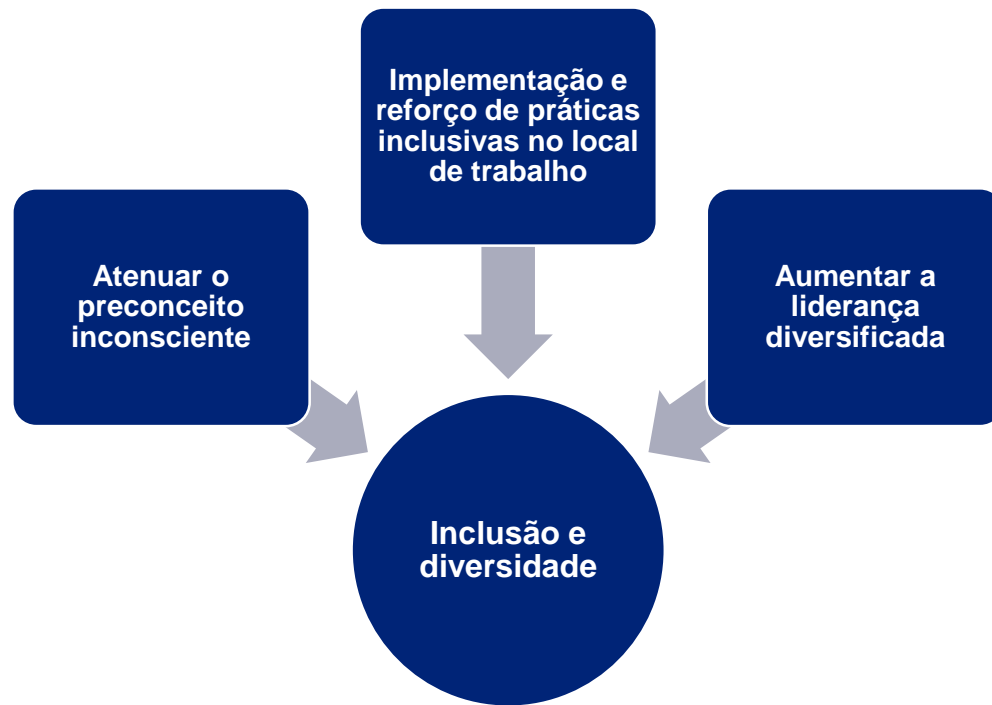 Implementação e
reforço de práticas
inclusivas no local
de trabalho
Atenuar o
preconceito
inconsciente
Aumentar a
liderança
diversificada
Inclusão e
diversidade